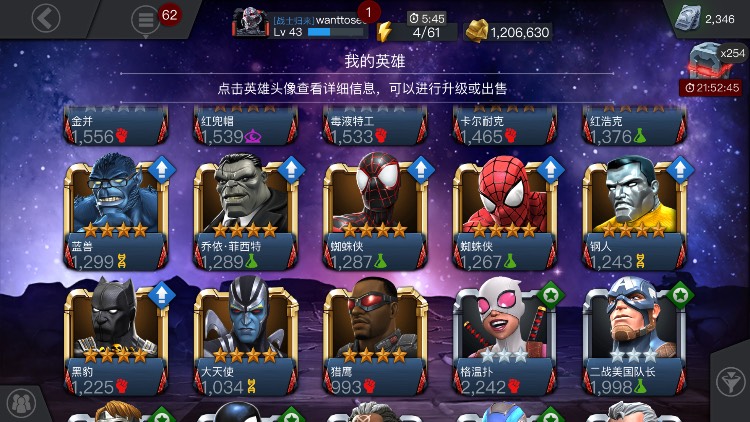 62
[战士归来]wanttose
Lv 43
1
5:45
4/61
1,206,630
2,346
x254
21:52:45
我的英雄
点击英雄头像查看详细信息，可以进行升级或出售
金并
1,556
红兜帽
1,539
毒液特工
1,533
卡尔耐克
1,465
红浩克
1,376
蓝兽
1,299
乔依·菲西特
1,289
蜘蛛侠
1,287
蜘蛛侠
1,267
钢人
1,243
黑豹
1,225
大天使
1,034
猎鹰
993
格温扑
2,242
二战美国队长
1,998